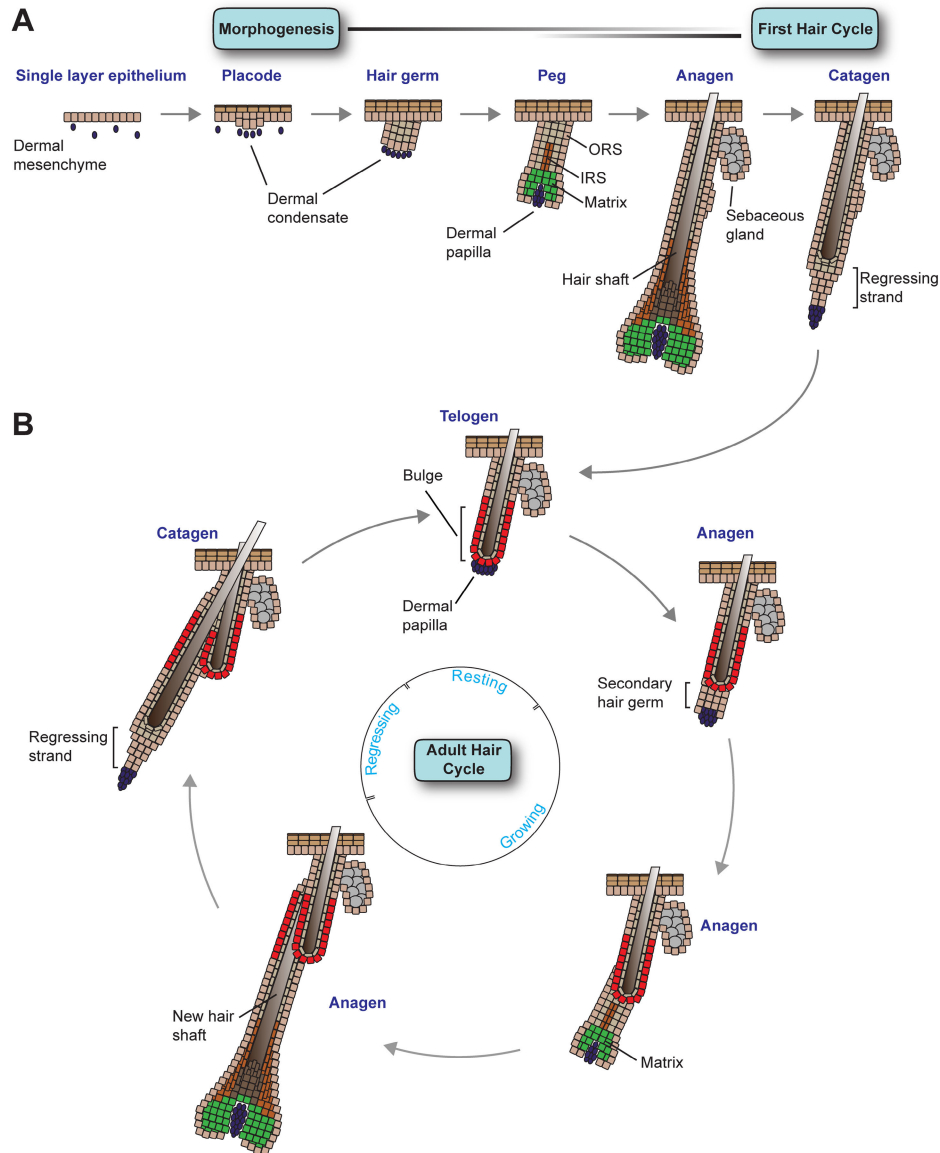 A
Morphogenesis
First Hair Cycle
Single layer epithelium
Placode
Hair germ
Peg
Anagen
Catagen
Dermal
mesenchyme
Dermal
condensate
ORS
IRS
Matrix
Dermal
papilla
Sebaceous
gland
Hair shaft
Regressing
strand
B
Telogen
Bulge
Catagen
Anagen
Dermal
papilla
Secondary
hair germ
Resting
Regressing
Growing
Adult Hair
Cycle
Regressing
strand
Anagen
Anagen
New hair
shaft
Matrix